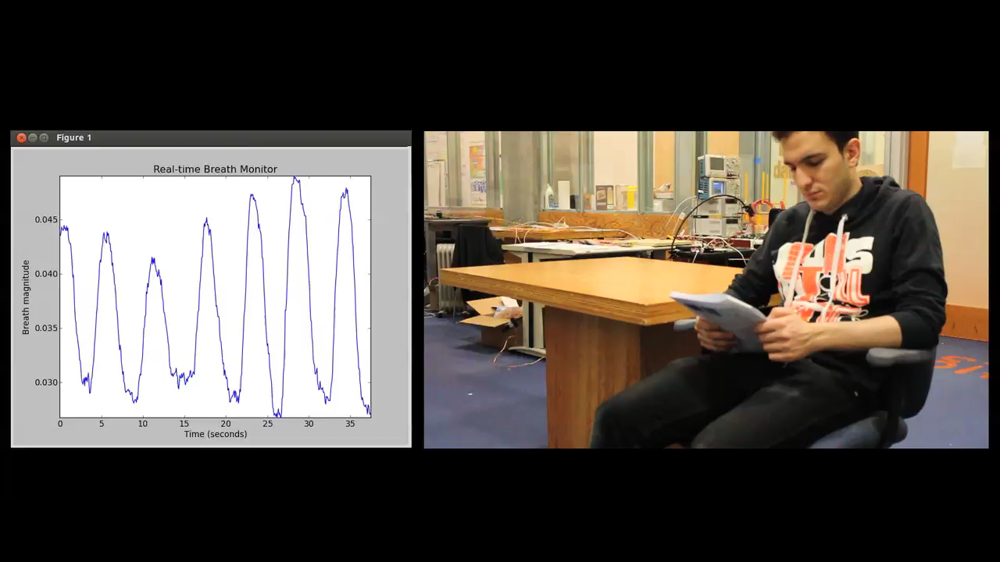 Figure 1
Real-time Breath Monitor
0.045
0.040
0.035
0.030
Breath magnitude
0 5 10 15 20 25 30 35
Time (seconds)